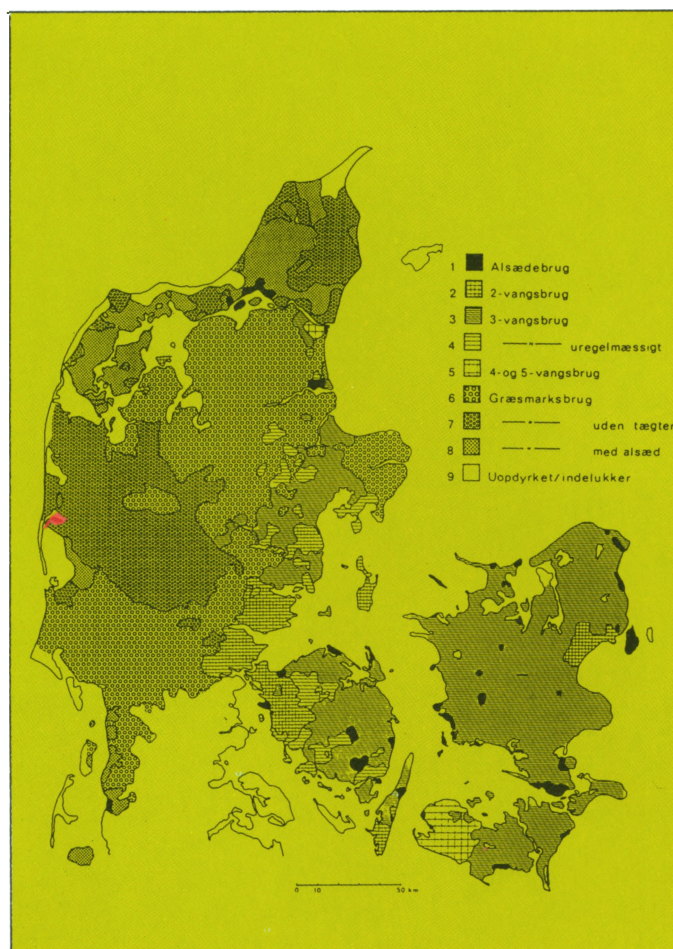 1 Alsædebrug
2 2-vangsbrug
3 3-vangsbrug
4 —"— uregelmæssigt
5 4-og 5-vangsbrug
6 Græsmarksbrug
7 —"— uden tægter
8 —"— med alsæd
9 Uopdyrket/indelukker
0 10 50 km